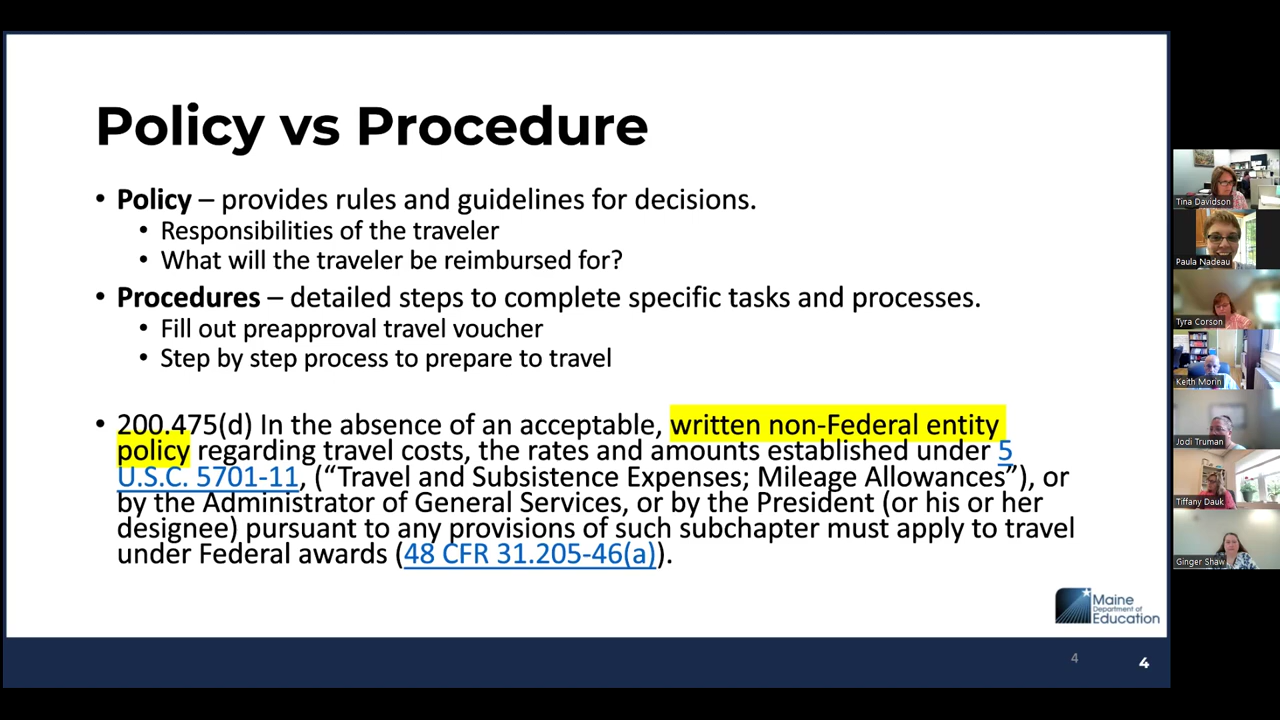 Policy vs Procedure
• Policy – provides rules and guidelines for decisions.
• Responsibilities of the traveler
• What will the traveler be reimbursed for?
• Procedures – detailed steps to complete specific tasks and processes.
• Fill out preapproval travel voucher
• Step by step process to prepare to travel
• 200.475(d) In the absence of an acceptable, written non-Federal entity
policy regarding travel costs, the rates and amounts established under 5
U.S.C. 5701-11, (“Travel and Subsistence Expenses; Mileage Allowances”), or
by the Administrator of General Services, or by the President (or his or her
designee) pursuant to any provisions of such subchapter must apply to travel
under Federal awards (48 CFR 31.205-46(a)).
Maine
Department of
Education
4
4
Tina Davidson
Paula Nadeau
Tyra Corson
Keith Morin
Jodi Truman
Tiffany Dauk
Ginger Shaw